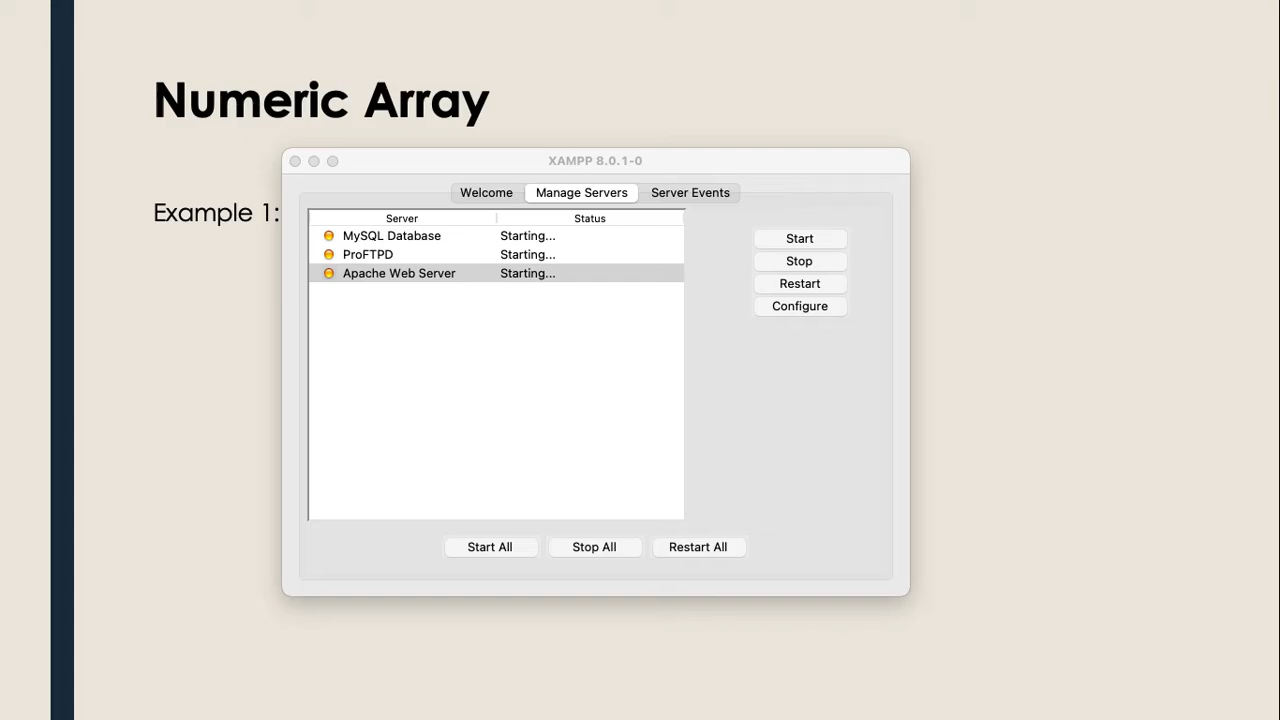 Numeric Array
Example 1:
XAMPP 8.0.1-0
Welcome Manage Servers Server Events
Server Status
MySQL Database Starting...
ProFTPD Starting...
Apache Web Server Starting...
Start
Stop
Restart
Configure
Start All Stop All Restart All